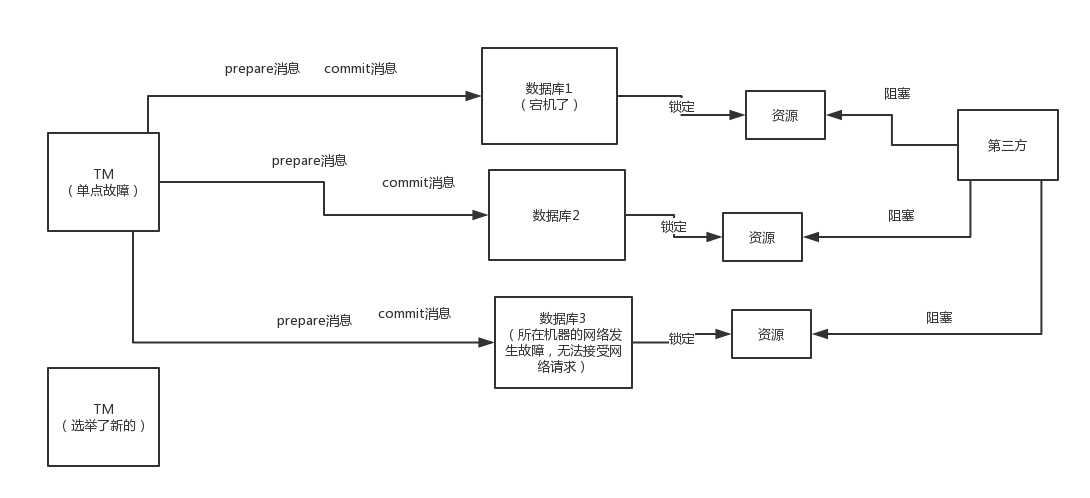 prepare消息 commit消息
数据库1
（宕机了）
锁定
资源
阻塞
第三方
TM
（单点故障）
prepare消息
commit消息
数据库2
锁定
资源
阻塞
prepare消息
commit消息
数据库3
（所在机器的网络发
生故障，无法接受网
络请求）
锁定
资源
阻塞
TM
（选举了新的）